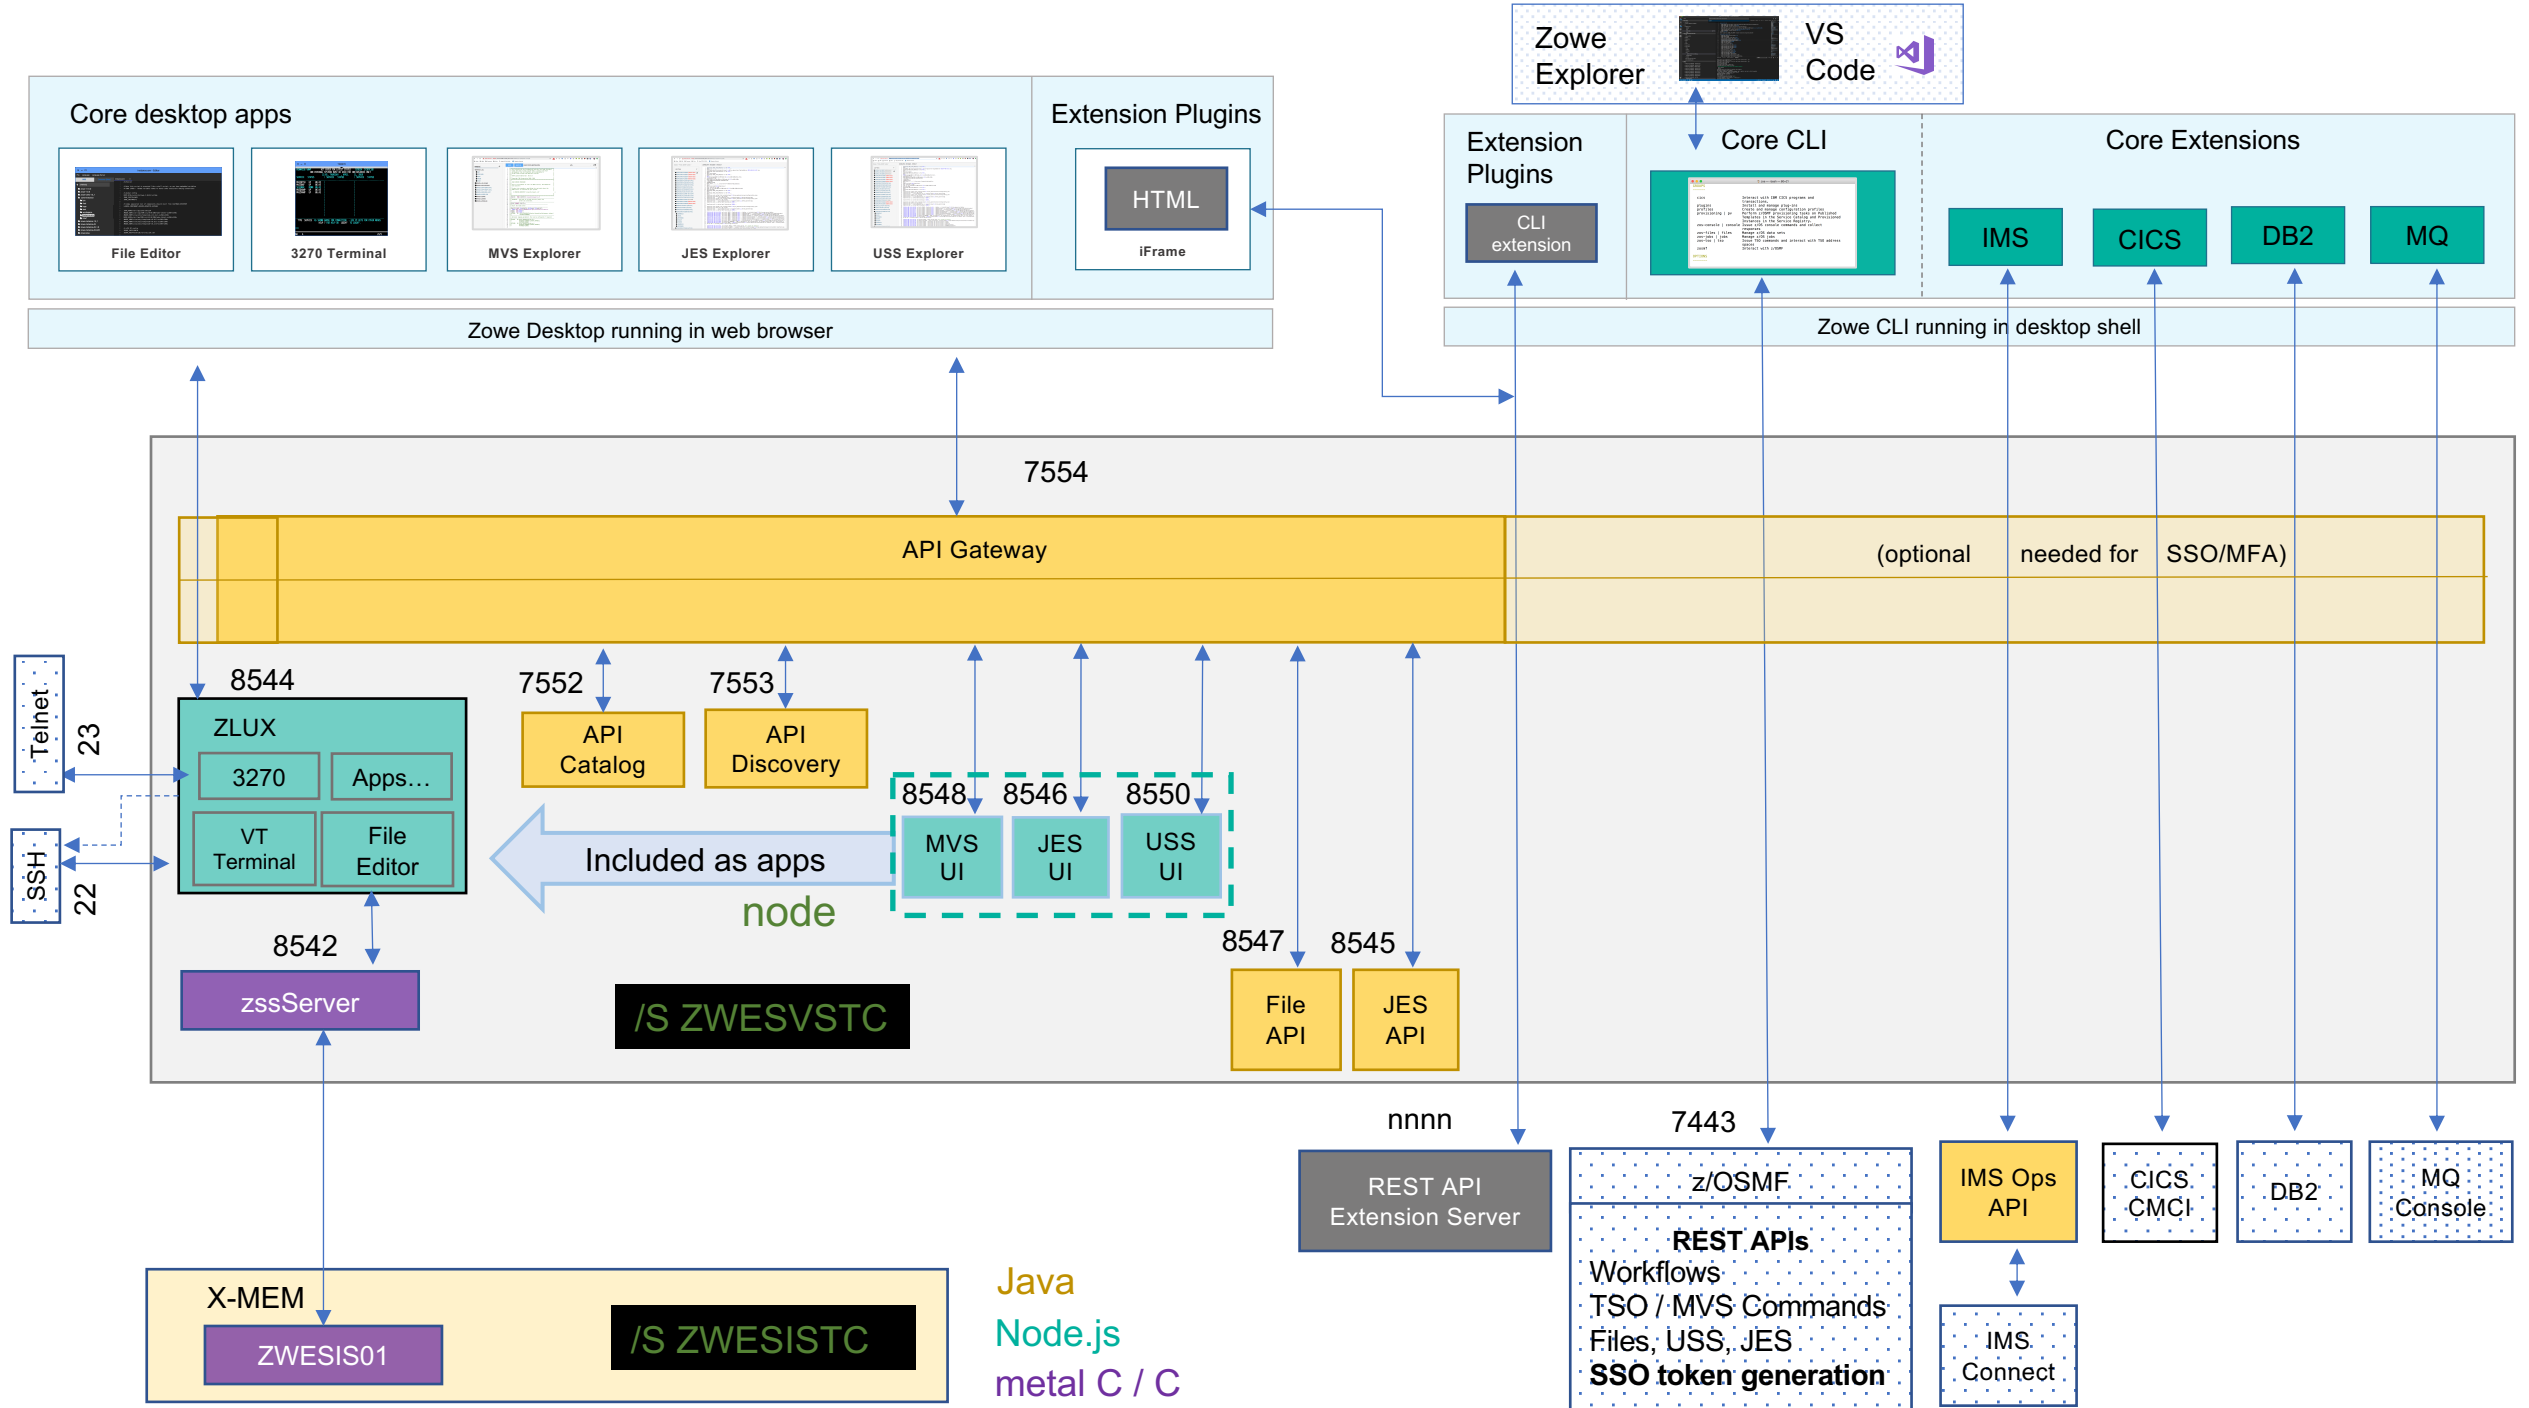 Zowe
Explorer
VS
Code
Core desktop apps
Extension Plugins
File Editor
3270 Terminal
MVS Explorer
JES Explorer
USS Explorer
HTML
iFrame
Zowe Desktop running in web browser
Extension
Plugins
CLI
extension
Core CLI
Core Extensions
IMS
CICS
DB2
MQ
Zowe CLI running in desktop shell
7554
API Gateway
(optional needed for SSO/MFA)
Telnet
23
SSH
22
8544
ZLUX
3270
Apps...
VT
Terminal
File
Editor
7552
API
Catalog
7553
API
Discovery
8548
8546
8550
MVS
UI
JES
UI
USS
UI
Included as apps
node
8542
zssServer
/S ZWESVSTC
8547
File
API
8545
JES
API
nnnn
REST API
Extension Server
7443
z/OSMF
REST APIs
Workflows
TSO / MVS Commands
Files, USS, JES
SSO token generation
IMS Ops
API
CICS
CMCI
DB2
MQ
Console
IMS
Connect
X-MEM
ZWESIS01
/S ZWESISTC
Java
Node.js
metal C / C